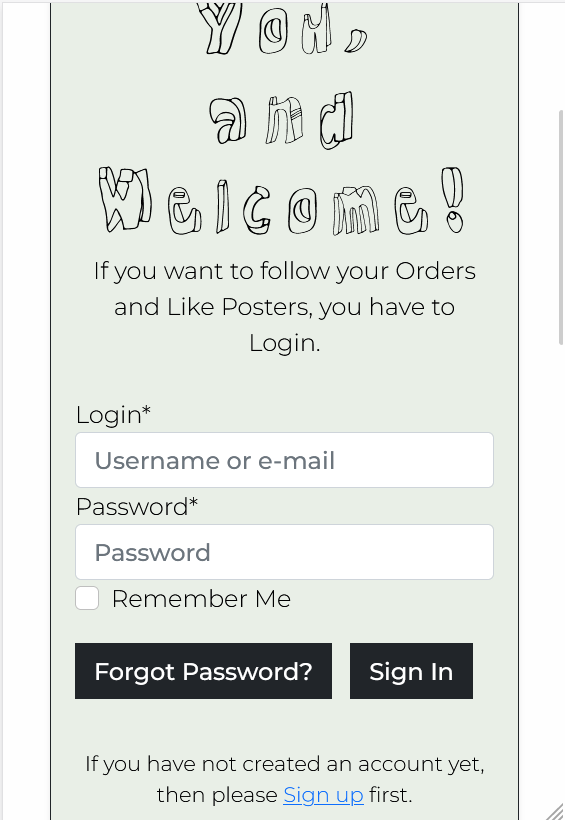 You,
and
Welcome!
If you want to follow your Orders
and Like Posters, you have to
Login.
Login*
Username or e-mail
Password*
Password
Remember Me
Forgot Password? Sign In
If you have not created an account yet,
then please Sign up first.